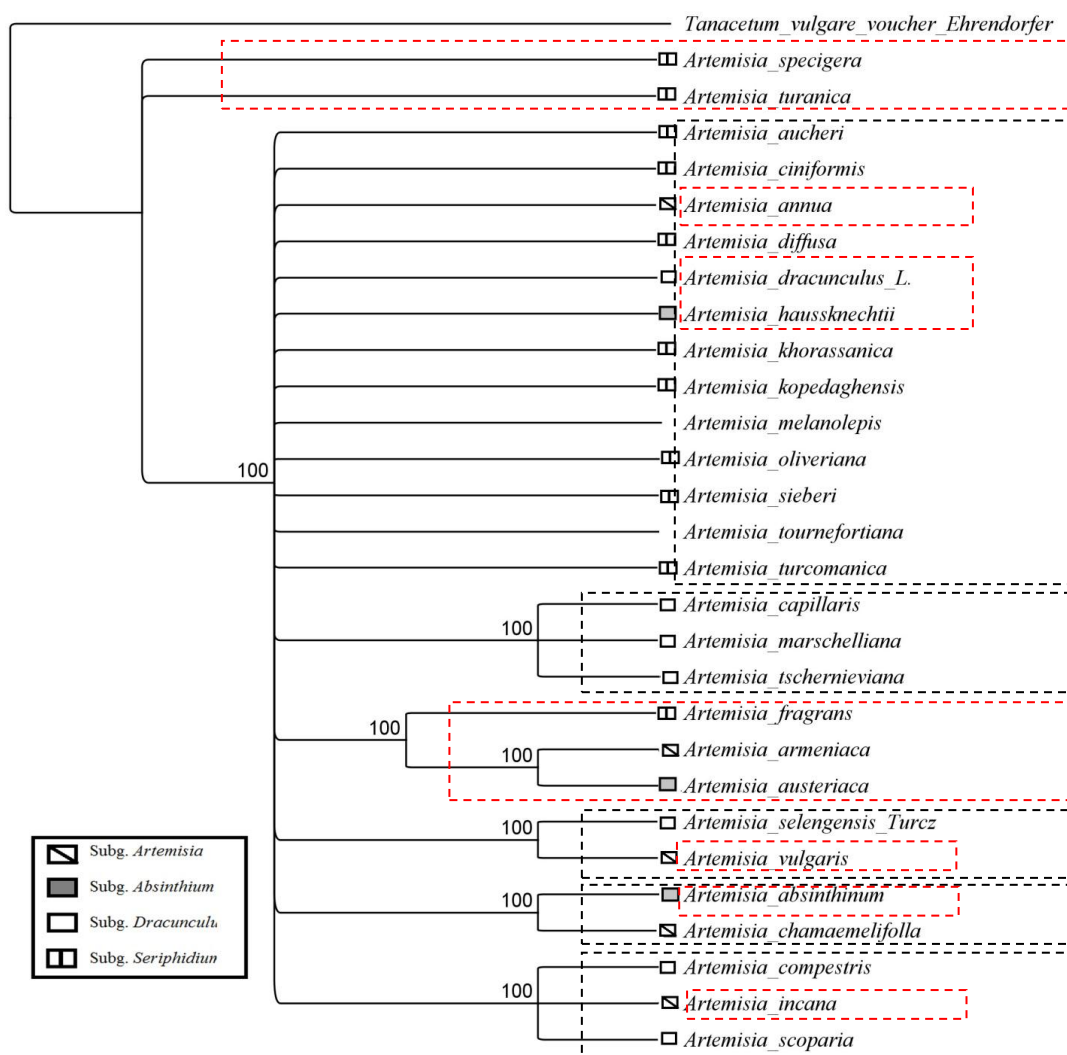 Tanacetum_vulgare_voucher_Ehrendorfer
Artemisia_specigera
Artemisia_turanica
Artemisia_aucheri
Artemisia_ciniformis
Artemisia_annua
Artemisia_diffusa
Artemisia_dracunculus_L.
Artemisia_haussknechtii
Artemisia_khorassanica
Artemisia_kopedaghensis
Artemisia_melanolepis
Artemisia_oliveriana
100
Artemisia_sieberi
Artemisia_tournefortiana
Artemisia_turcomanica
Artemisia_capillaris
100
Artemisia_marschelliana
Artemisia_tschernieviana
Artemisia_fragrans
100
Artemisia_armeniaca
100
Artemisia_austeriaca
Artemisia_selengensis_Turcz
100
Artemisia_vulgaris
Artemisia_absinthinum
100
Artemisia_chamaemelifolla
Artemisia_compestris
100
Artemisia_incana
Artemisia_scoparia
Subg. Artemisia
Subg. Absinthium
Subg. Dracunculu
Subg. Seriphidium